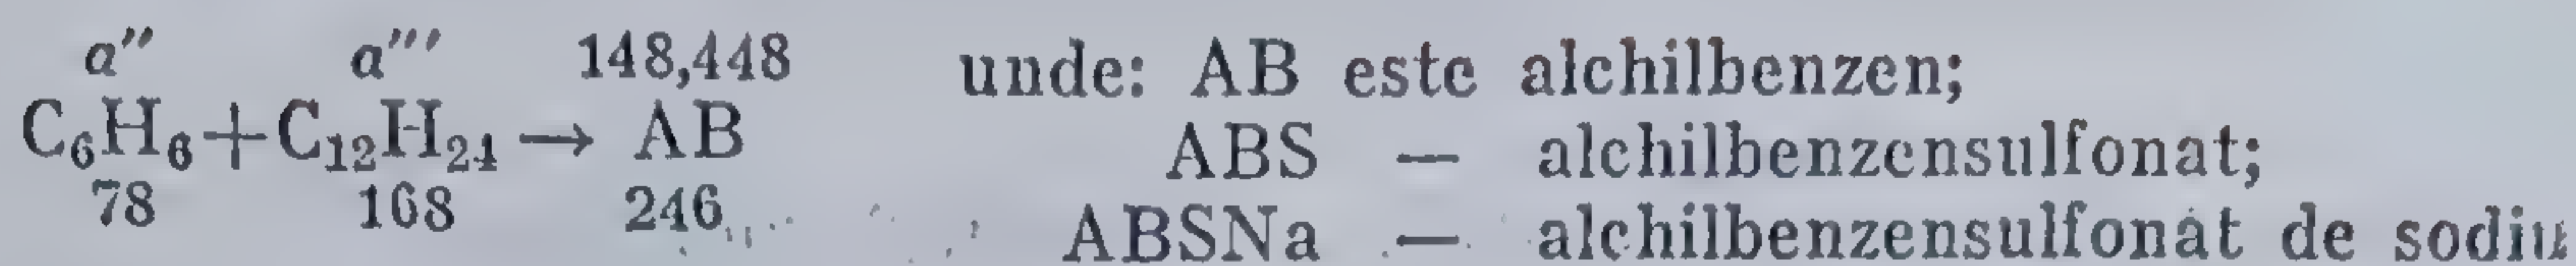 a″ a‴ 148,448
C₆H₆+C₁₂H₂₄ → AB
78 168 246
unde: AB este alchilbenzen;
ABS — alchilbenzensulfonat;
ABSNa — alchilbenzensulfonat de sodiu